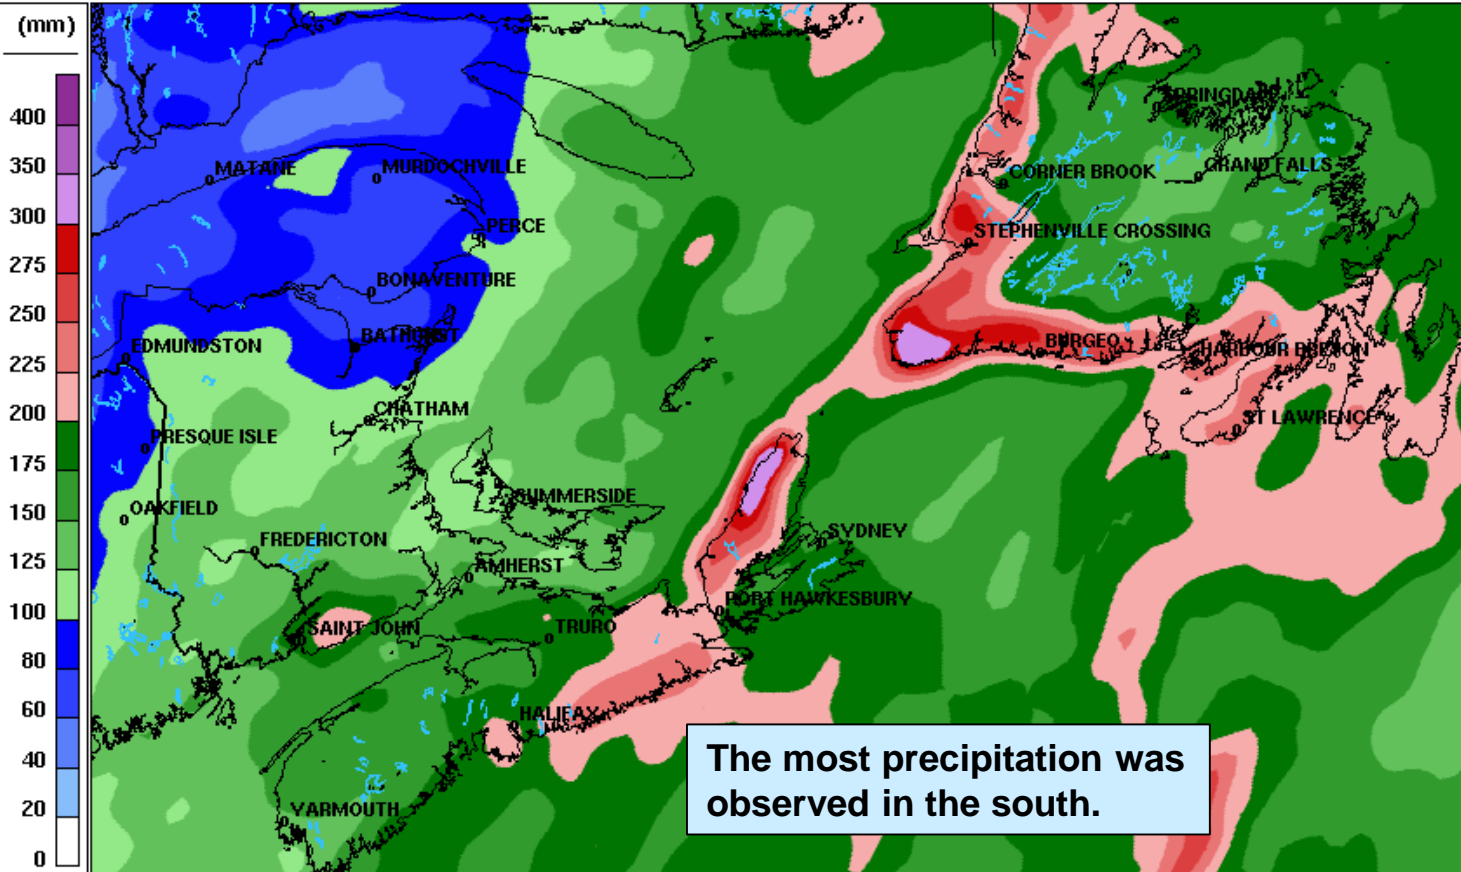 (mm)
400
350
300
275
250
225
200
175
150
125
100
80
60
40
20
0
SPRINGDALE
MATANE
MURDOCHVILLE
CORNER BROOK
GRAND FALLS
PERCE
STEPHENVILLE CROSSING
BONAVENTURE
EDMUNDSTON
BATHURST
BURGEO
HARBOUR BRETON
CHATHAM
ST LAWRENCE
PRESQUE ISLE
SUMMERSIDE
OAKFIELD
FREDERICTON
SYDNEY
AMHERST
PORT HAWKESBURY
SAINT JOHN
TRURO
HALIFAX
YARMOUTH
The most precipitation was
observed in the south.